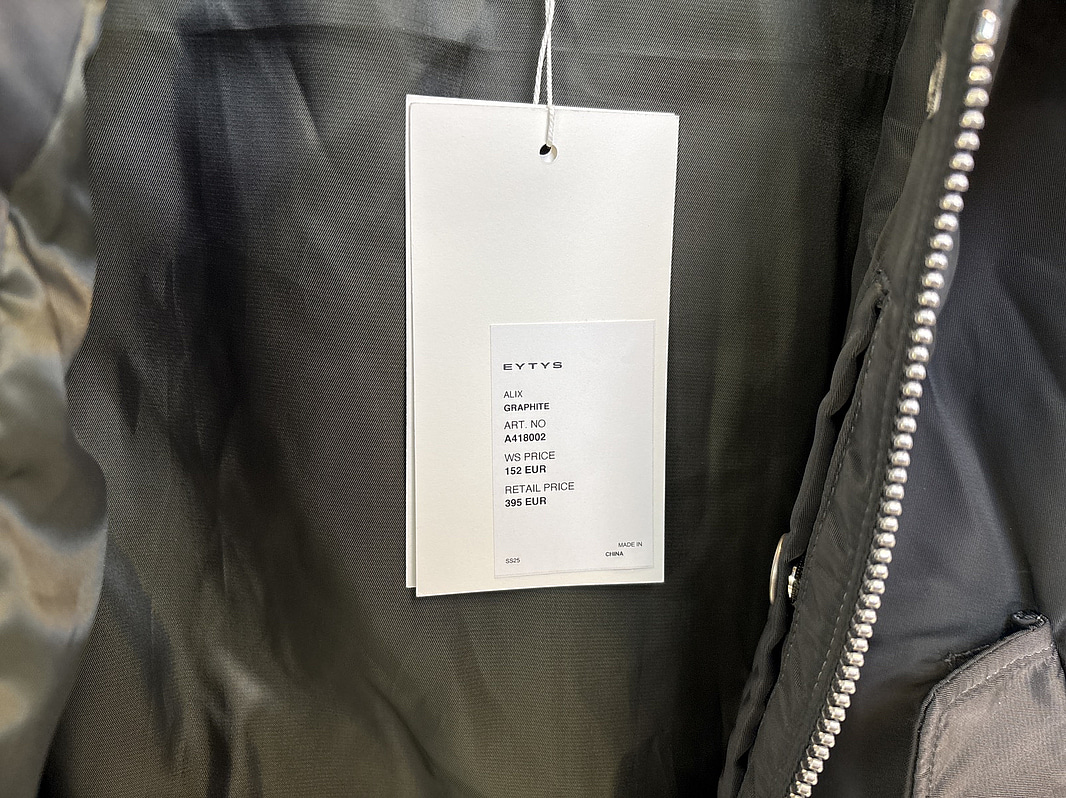 EYTYS
ALIX
GRAPHITE
ART. NO
A418002
WS PRICE
152 EUR
RETAIL PRICE
395 EUR
MADE IN
SS25 CHINA